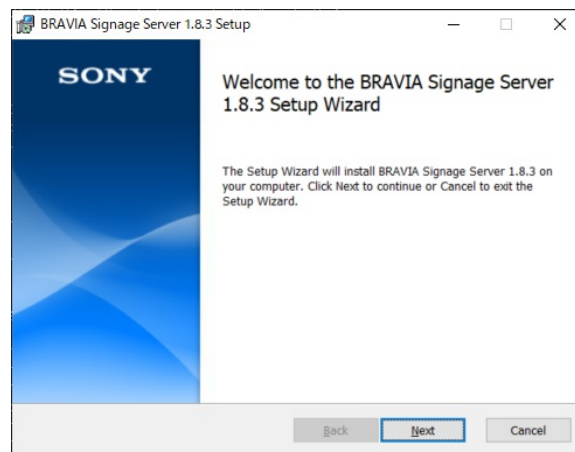 BRAVIA Signage Server 1.8.3 Setup
SONY
Welcome to the BRAVIA Signage Server
1.8.3 Setup Wizard
The Setup Wizard will install BRAVIA Signage Server 1.8.3 on
your computer. Click Next to continue or Cancel to exit the
Setup Wizard.
Back
Next
Cancel